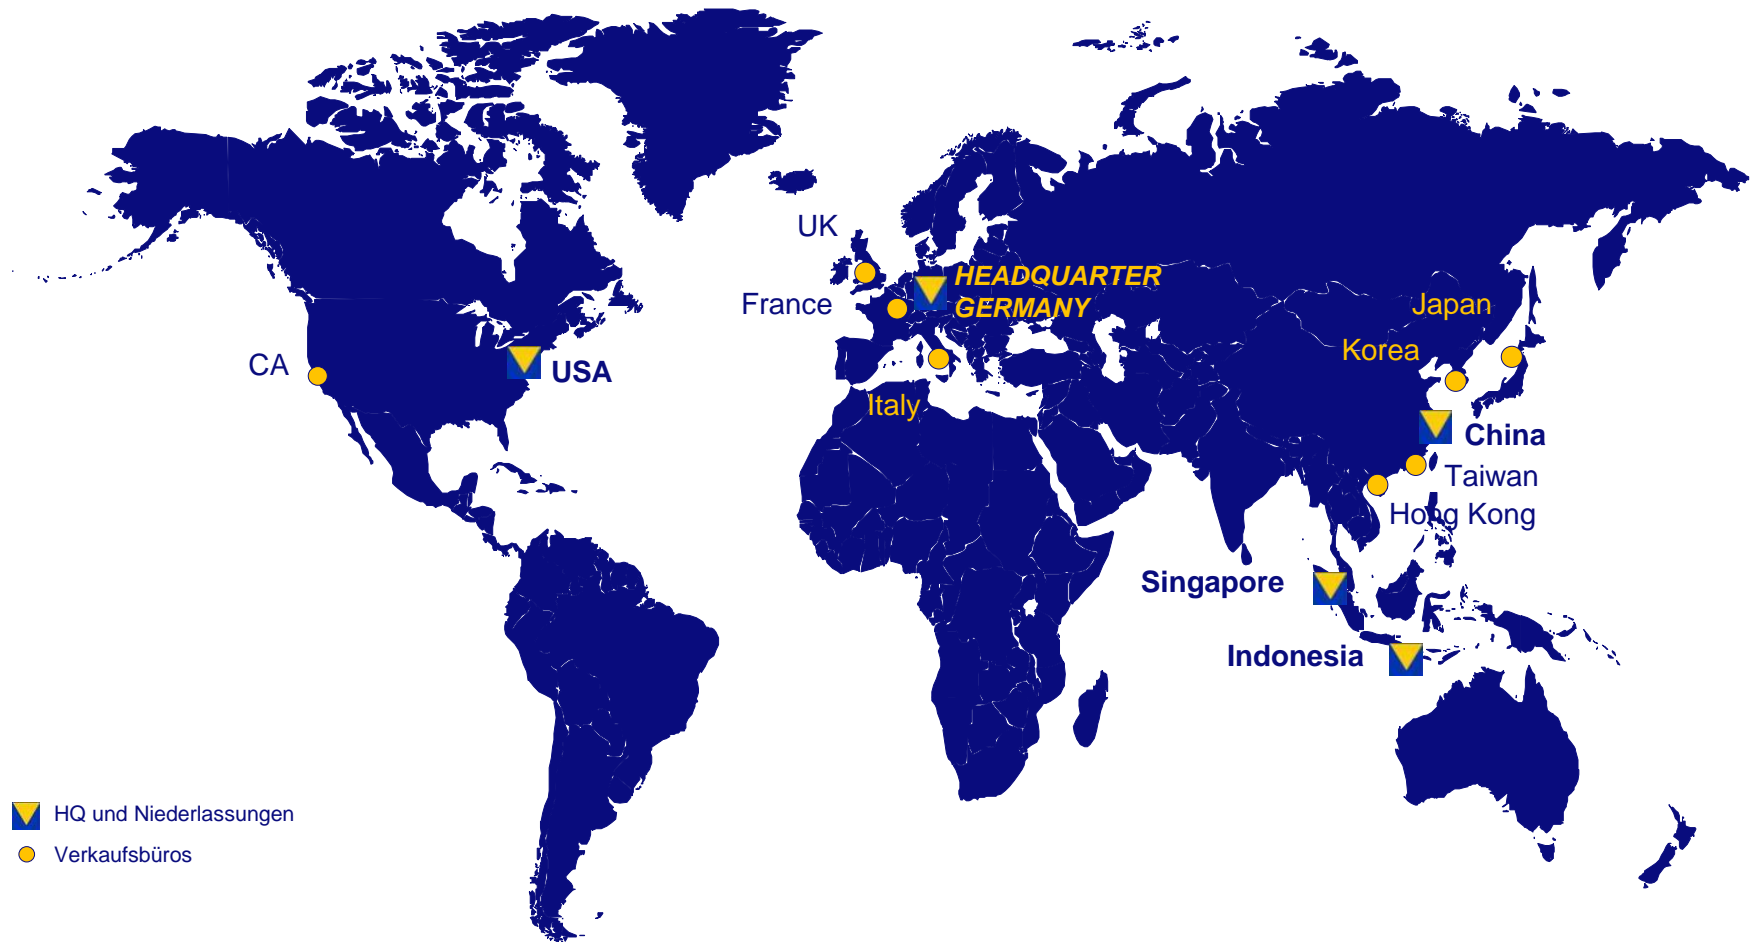 UK
HEADQUARTER
GERMANY
France
Japan
Korea
CA
USA
Italy
China
Taiwan
Hong Kong
Singapore
Indonesia
HQ und Niederlassungen
Verkaufsbüros